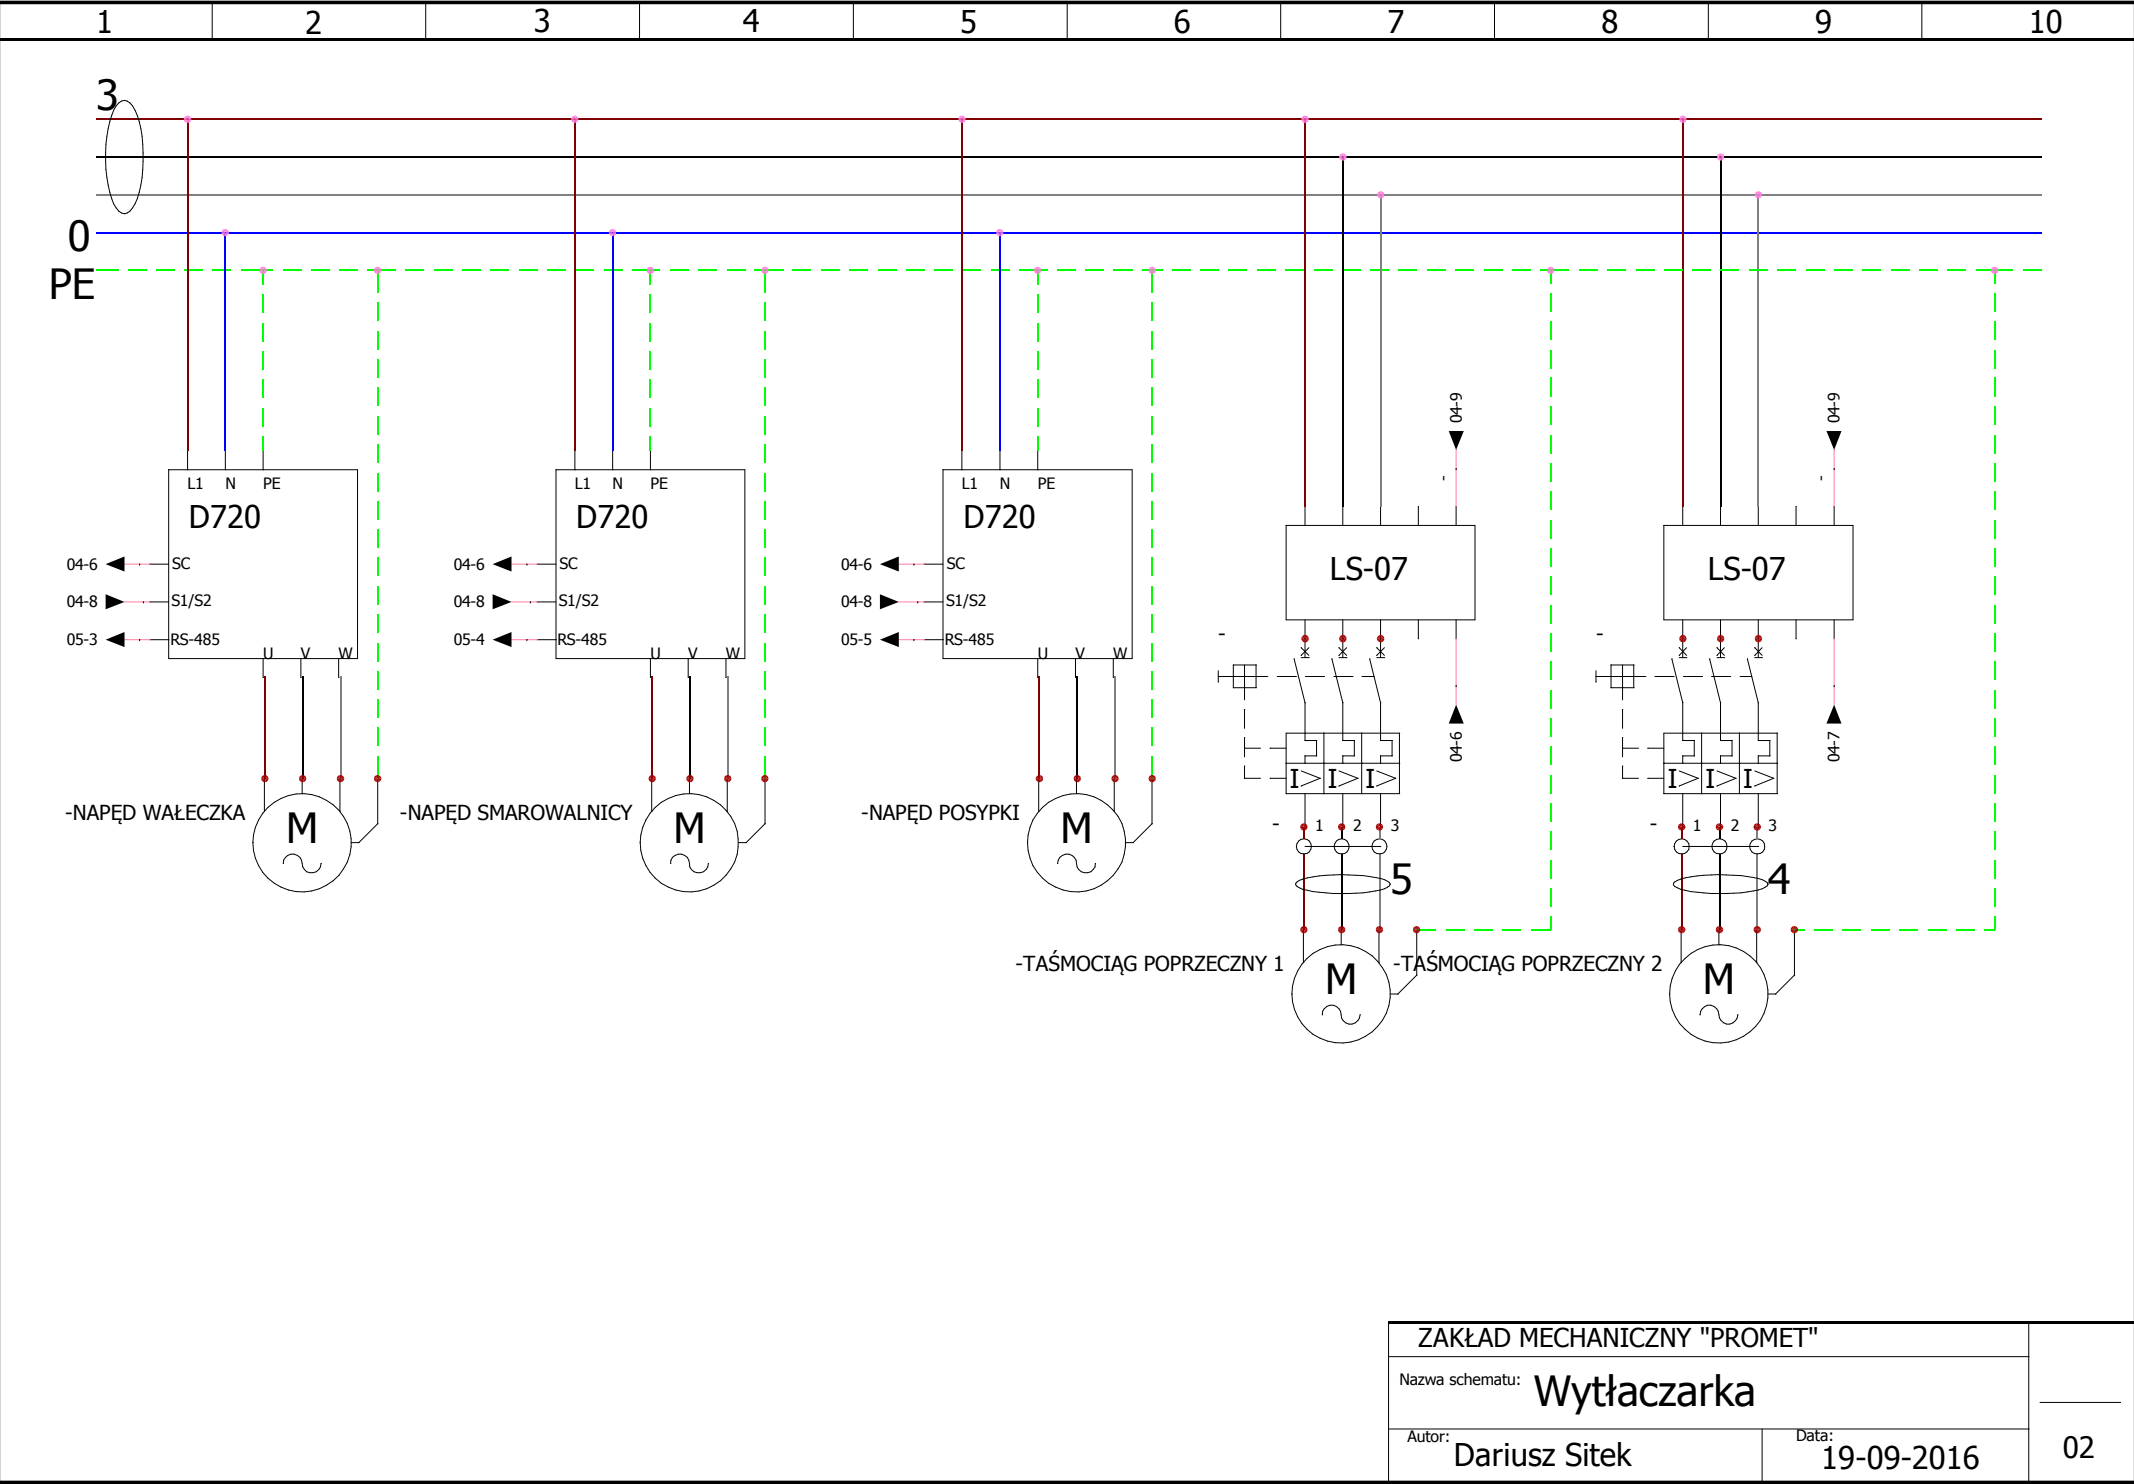 1 2 3 4 5 6 7 8 9 10
3
0
PE
04-9 04-9
L1 N PE L1 N PE L1 N PE
D720 D720 D720
LS-07 LS-07
04-6 SC 04-6 SC 04-6 SC
04-8 S1/S2 04-8 S1/S2 04-8 S1/S2
05-3 RS-485 05-4 RS-485 05-5 RS-485
U V W U V W U V W
04-6 04-7
I> I> I> I> I> I>
-NAPĘD WAŁECZKA -NAPĘD SMAROWALNICY -NAPĘD POSYPKI
M M M
- 1 2 3 - 1 2 3
5 4
-TAŚMOCIĄG POPRZECZNY 1 -TAŚMOCIĄG POPRZECZNY 2
M M
ZAKŁAD MECHANICZNY "PROMET"
Nazwa schematu: Wytłaczarka
Autor: Dariusz Sitek
Data: 19-09-2016
02